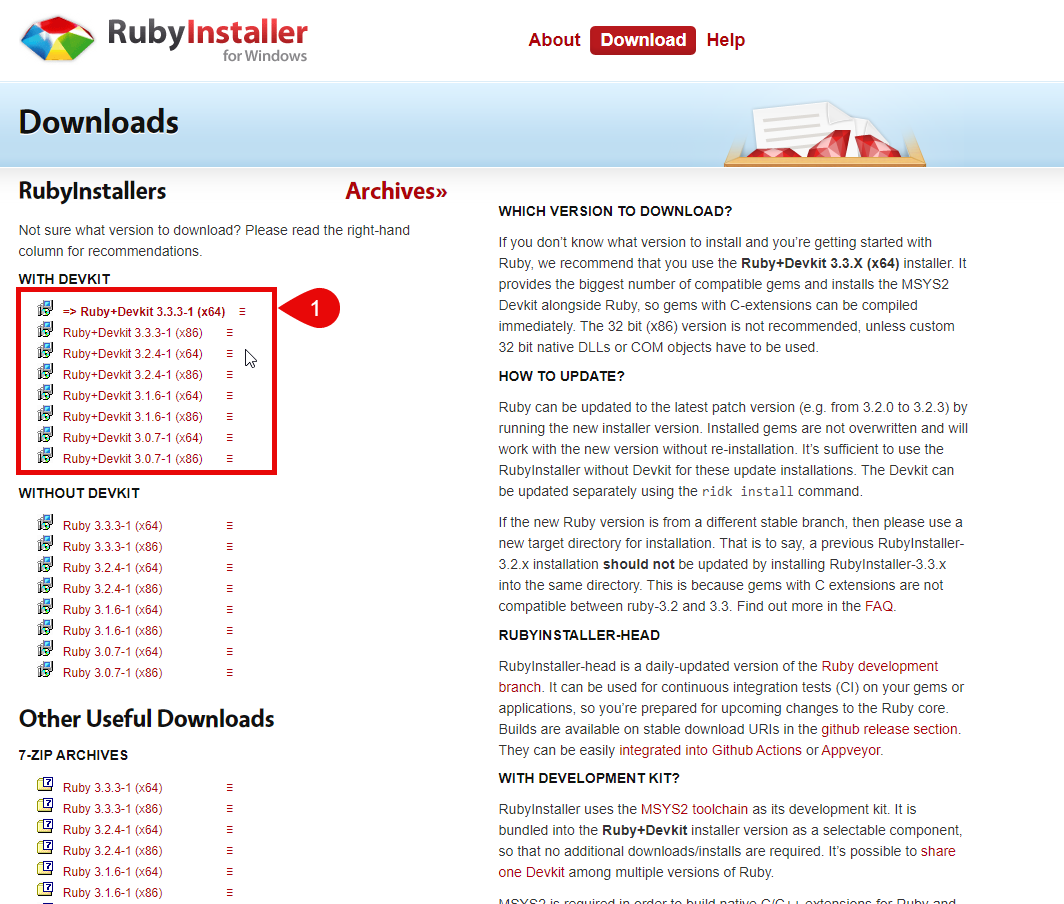 RubyInstaller
for Windows
About Download Help
Downloads
RubyInstallers Archives»
Not sure what version to download? Please read the right-hand
column for recommendations.
WITH DEVKIT
=> Ruby+Devkit 3.3.3-1 (x64) ≡
Ruby+Devkit 3.3.3-1 (x86) ≡
Ruby+Devkit 3.2.4-1 (x64) ≡
Ruby+Devkit 3.2.4-1 (x86) ≡
Ruby+Devkit 3.1.6-1 (x64) ≡
Ruby+Devkit 3.1.6-1 (x86) ≡
Ruby+Devkit 3.0.7-1 (x64) ≡
Ruby+Devkit 3.0.7-1 (x86) ≡
1
WITHOUT DEVKIT
Ruby 3.3.3-1 (x64) ≡
Ruby 3.3.3-1 (x86) ≡
Ruby 3.2.4-1 (x64) ≡
Ruby 3.2.4-1 (x86) ≡
Ruby 3.1.6-1 (x64) ≡
Ruby 3.1.6-1 (x86) ≡
Ruby 3.0.7-1 (x64) ≡
Ruby 3.0.7-1 (x86) ≡
Other Useful Downloads
7-ZIP ARCHIVES
Ruby 3.3.3-1 (x64) ≡
Ruby 3.3.3-1 (x86) ≡
Ruby 3.2.4-1 (x64) ≡
Ruby 3.2.4-1 (x86) ≡
Ruby 3.1.6-1 (x64) ≡
Ruby 3.1.6-1 (x86) ≡
WHICH VERSION TO DOWNLOAD?
If you don’t know what version to install and you’re getting started with
Ruby, we recommend that you use the Ruby+Devkit 3.3.X (x64) installer. It
provides the biggest number of compatible gems and installs the MSYS2
Devkit alongside Ruby, so gems with C-extensions can be compiled
immediately. The 32 bit (x86) version is not recommended, unless custom
32 bit native DLLs or COM objects have to be used.
HOW TO UPDATE?
Ruby can be updated to the latest patch version (e.g. from 3.2.0 to 3.2.3) by
running the new installer version. Installed gems are not overwritten and will
work with the new version without re-installation. It’s sufficient to use the
RubyInstaller without Devkit for these update installations. The Devkit can
be updated separately using the ridk install command.
If the new Ruby version is from a different stable branch, then please use a
new target directory for installation. That is to say, a previous RubyInstaller-
3.2.x installation should not be updated by installing RubyInstaller-3.3.x
into the same directory. This is because gems with C extensions are not
compatible between ruby-3.2 and 3.3. Find out more in the FAQ.
RUBYINSTALLER-HEAD
RubyInstaller-head is a daily-updated version of the Ruby development
branch. It can be used for continuous integration tests (CI) on your gems or
applications, so you’re prepared for upcoming changes to the Ruby core.
Builds are available on stable download URIs in the github release section.
They can be easily integrated into Github Actions or Appveyor.
WITH DEVELOPMENT KIT?
RubyInstaller uses the MSYS2 toolchain as its development kit. It is
bundled into the Ruby+Devkit installer version as a selectable component,
so that no additional downloads/installs are required. It’s possible to share
one Devkit among multiple versions of Ruby.
MSYS2 is required in order to build native C/C++ extensions for Ruby and